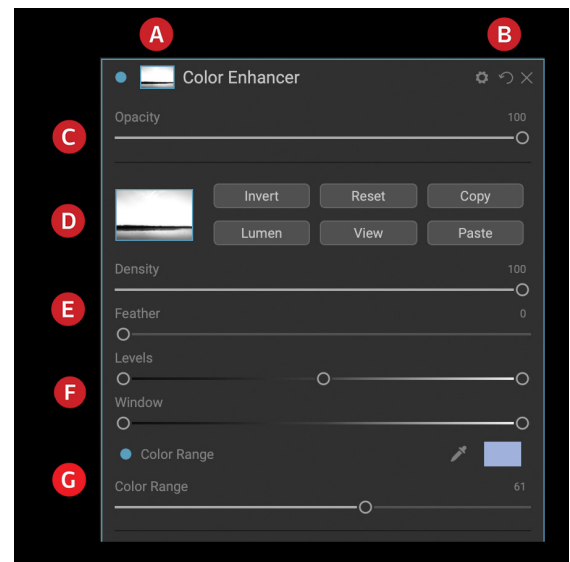 A
B
Color Enhancer
C
Opacity 100
D
Invert Reset Copy
Lumen View Paste
Density 100
E
Feather 0
Levels
F
Window
Color Range
G
Color Range 61